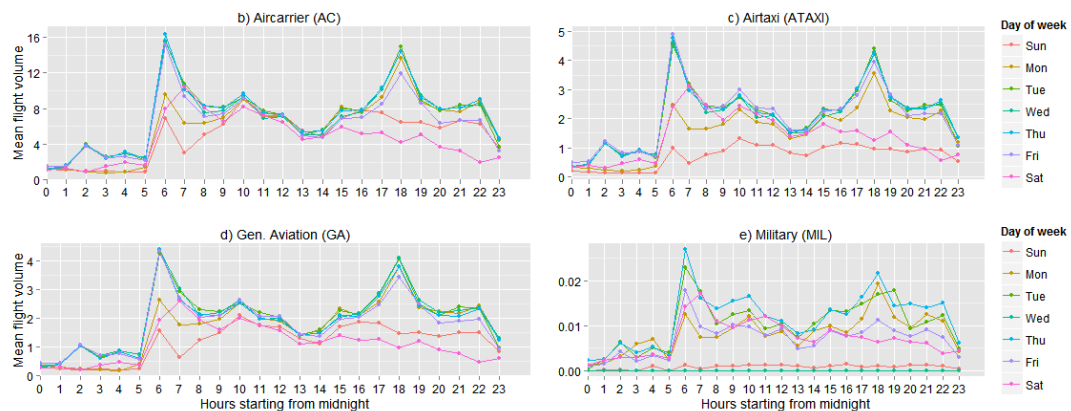 b) Aircarrier (AC)
Mean flight volume
16
12
8
4
0
0 1 2 3 4 5 6 7 8 9 10 11 12 13 14 15 16 17 18 19 20 21 22 23
c) Airtaxi (ATAXI)
5
4
3
2
1
0
0 1 2 3 4 5 6 7 8 9 10 11 12 13 14 15 16 17 18 19 20 21 22 23
Day of week
Sun
Mon
Tue
Wed
Thu
Fri
Sat
d) Gen. Aviation (GA)
Mean flight volume
4
3
2
1
0
0 1 2 3 4 5 6 7 8 9 10 11 12 13 14 15 16 17 18 19 20 21 22 23
Hours starting from midnight
e) Military (MIL)
0.02
0.01
0.00
0 1 2 3 4 5 6 7 8 9 10 11 12 13 14 15 16 17 18 19 20 21 22 23
Hours starting from midnight
Day of week
Sun
Mon
Tue
Wed
Thu
Fri
Sat